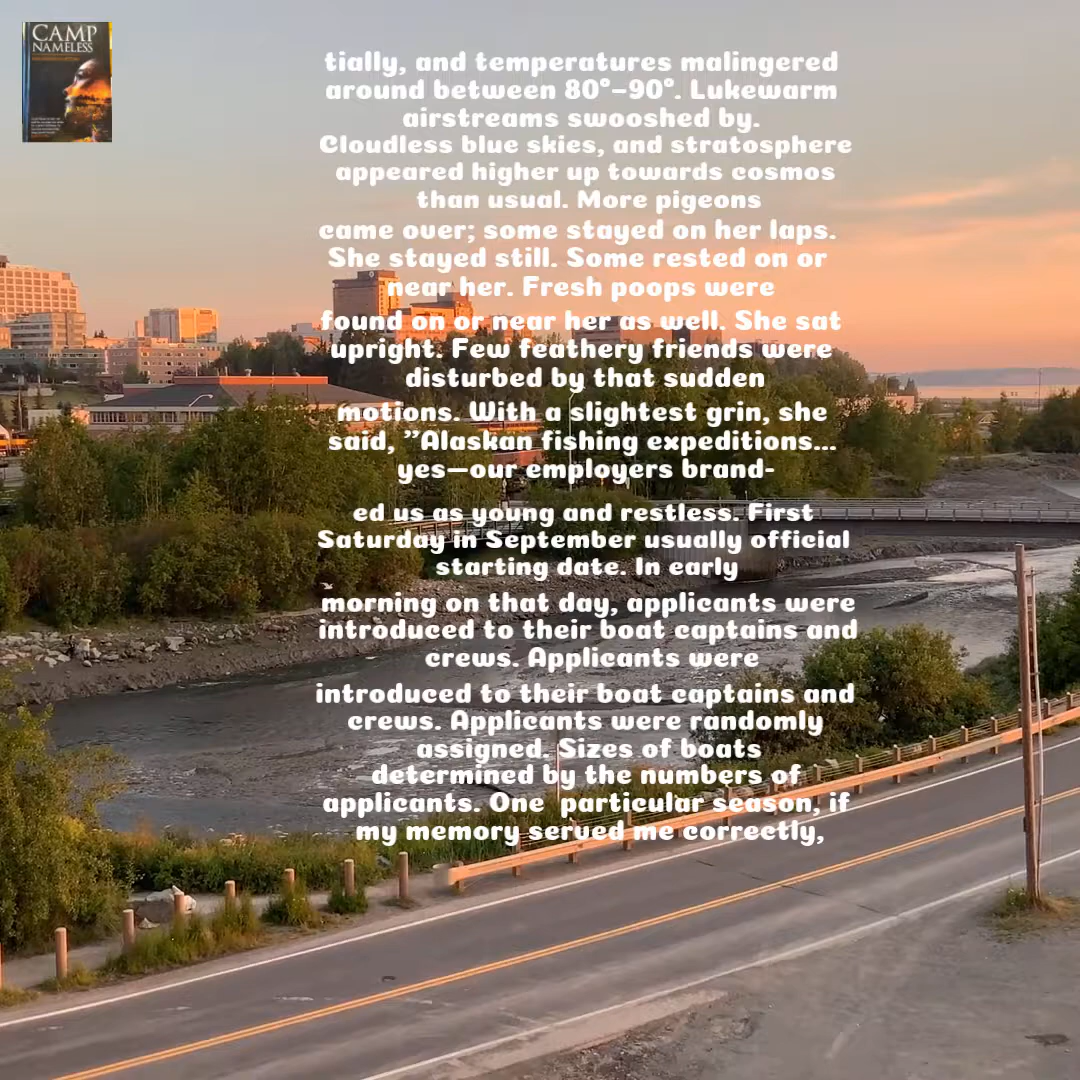 CAMP
NAMELESS
tially, and temperatures malingered
around between 80°–90°. Lukewarm
airstreams swooshed by.
Cloudless blue skies, and stratosphere
appeared higher up towards cosmos
than usual. More pigeons
came over; some stayed on her laps.
She stayed still. Some rested on or
near her. Fresh poops were
found on or near her as well. She sat
upright. Few feathery friends were
disturbed by that sudden
motions. With a slightest grin, she
said, ”Alaskan fishing expeditions...
yes—our employers brand-
ed us as young and restless. First
Saturday in September usually official
starting date. In early
morning on that day, applicants were
introduced to their boat captains and
crews. Applicants were
introduced to their boat captains and
crews. Applicants were randomly
assigned. Sizes of boats
determined by the numbers of
applicants. One  particular season, if
my memory served me correctly,